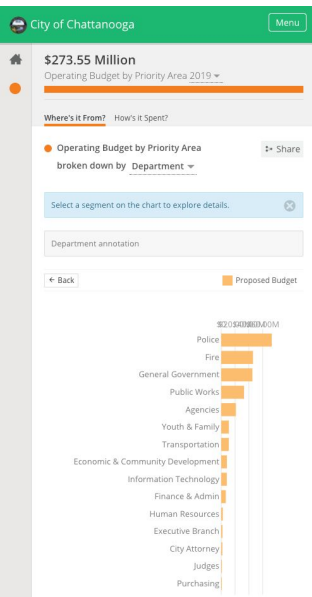 City of Chattanooga
Menu
$273.55 Million
Operating Budget by Priority Area 2019
Where's it From? How's it Spent?
Operating Budget by Priority Area
broken down by Department
Share
Select a segment on the chart to explore details.
Department annotation
← Back
Proposed Budget
Police
Fire
General Government
Public Works
Agencies
Youth & Family
Transportation
Economic & Community Development
Information Technology
Finance & Admin
Human Resources
Executive Branch
City Attorney
Judges
Purchasing